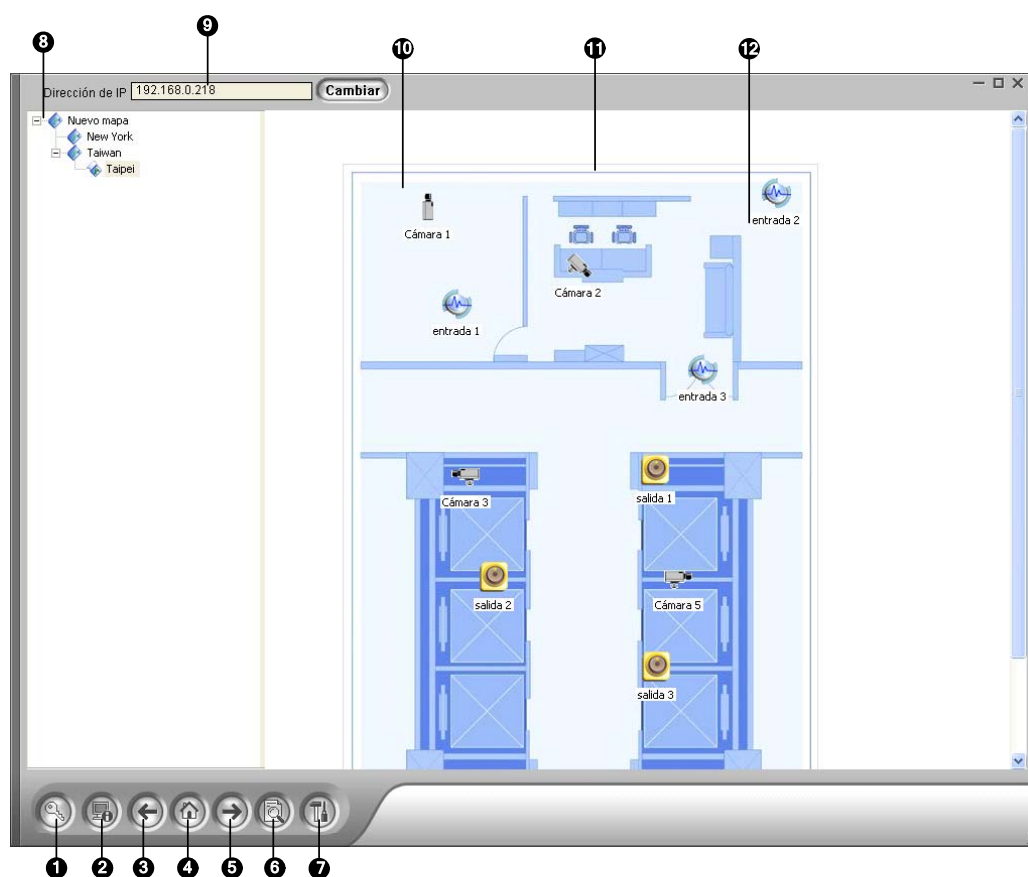 8
9
10
11
12
Dirección de IP 192.168.0.218 Cambiar
Nuevo mapa
New York
Taiwan
Taipei
Cámara 1
entrada 2
Cámara 2
entrada 1
entrada 3
Cámara 3
salida 1
salida 2
Cámara 5
salida 3
1
2
3
4
5
6
7